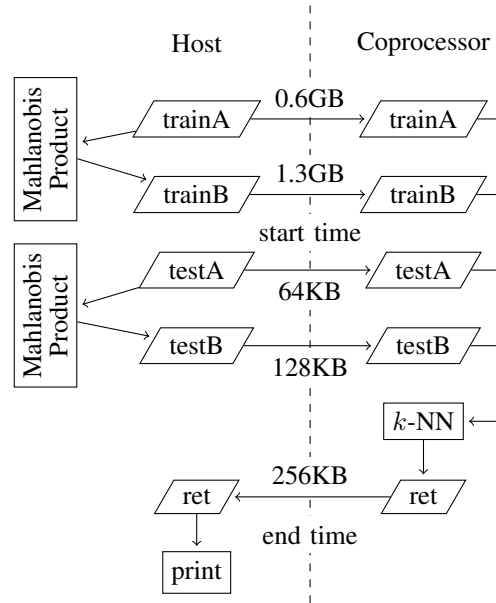 Host
Coprocessor
0.6GB
Mahlanobis
Product
trainA
trainA
1.3GB
trainB
trainB
start time
Mahlanobis
Product
testA
testA
64KB
testB
testB
128KB
k-NN
256KB
ret
ret
end time
print